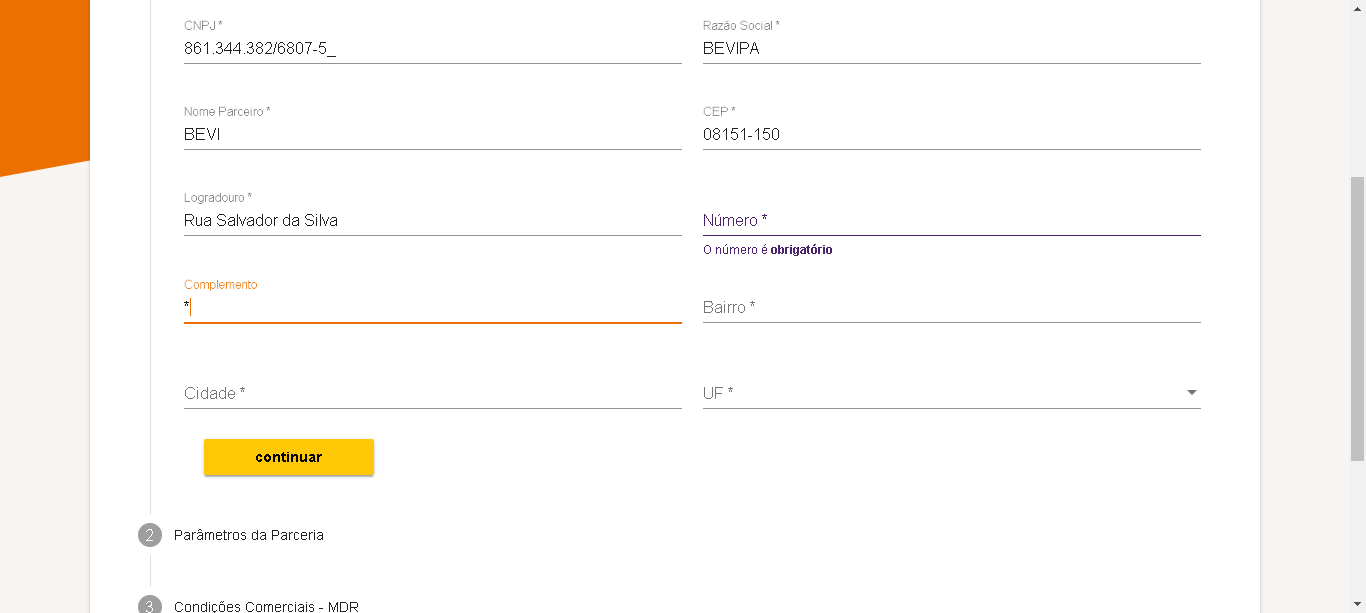 CNPJ *
Razão Social *
861.344.382/6807-5_
BEVIPA
Nome Parceiro *
CEP *
BEVI
08151-150
Logradouro *
Rua Salvador da Silva
Número *
O número é obrigatório
Complemento
*
Bairro *
Cidade *
UF *
continuar
2 Parâmetros da Parceria
3 Condições Comerciais - MDR